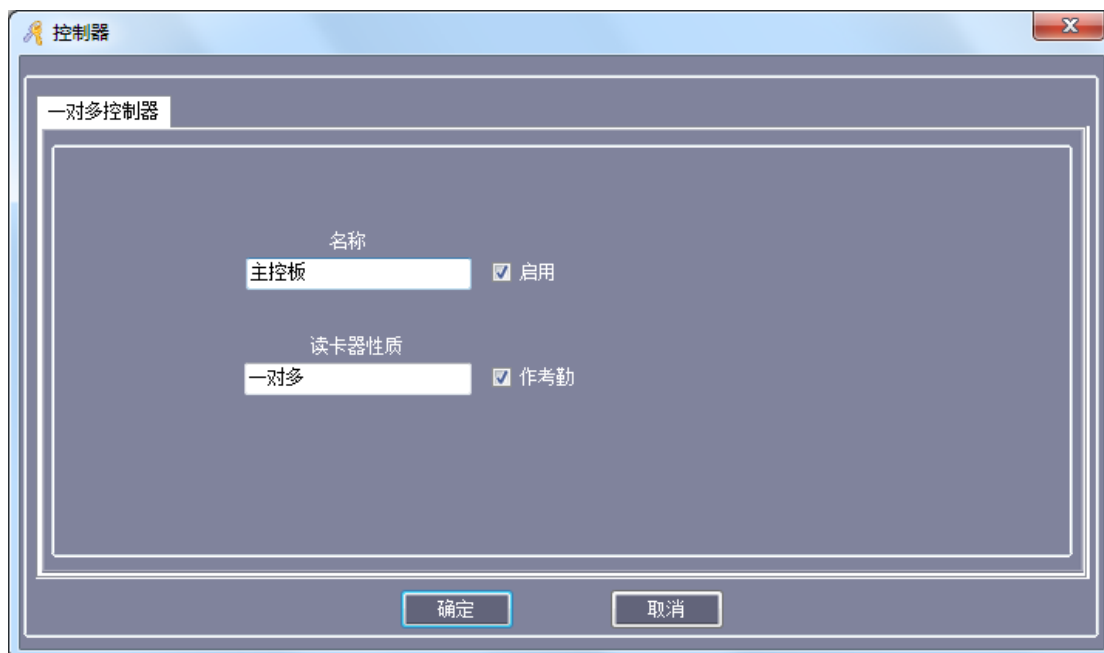 控制器
一对多控制器
名称
主控板 启用
读卡器性质
一对多 作考勤
确定 取消